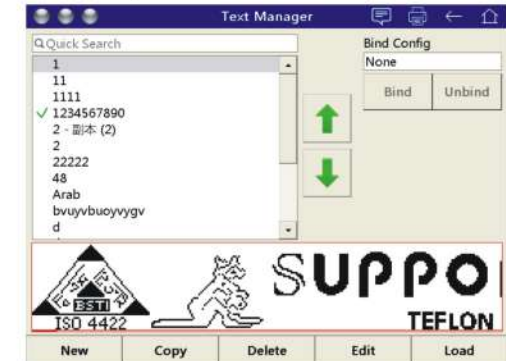 Text Manager
Quick Search
Bind Config
None
Bind Unbind
1
11
1111
1234567890
2 - 副本 (2)
2
22222
48
Arab
bvuyvbuoyvygv
d
BSTI
ISO 4422
SUPPO
TEFLON
New Copy Delete Edit Load